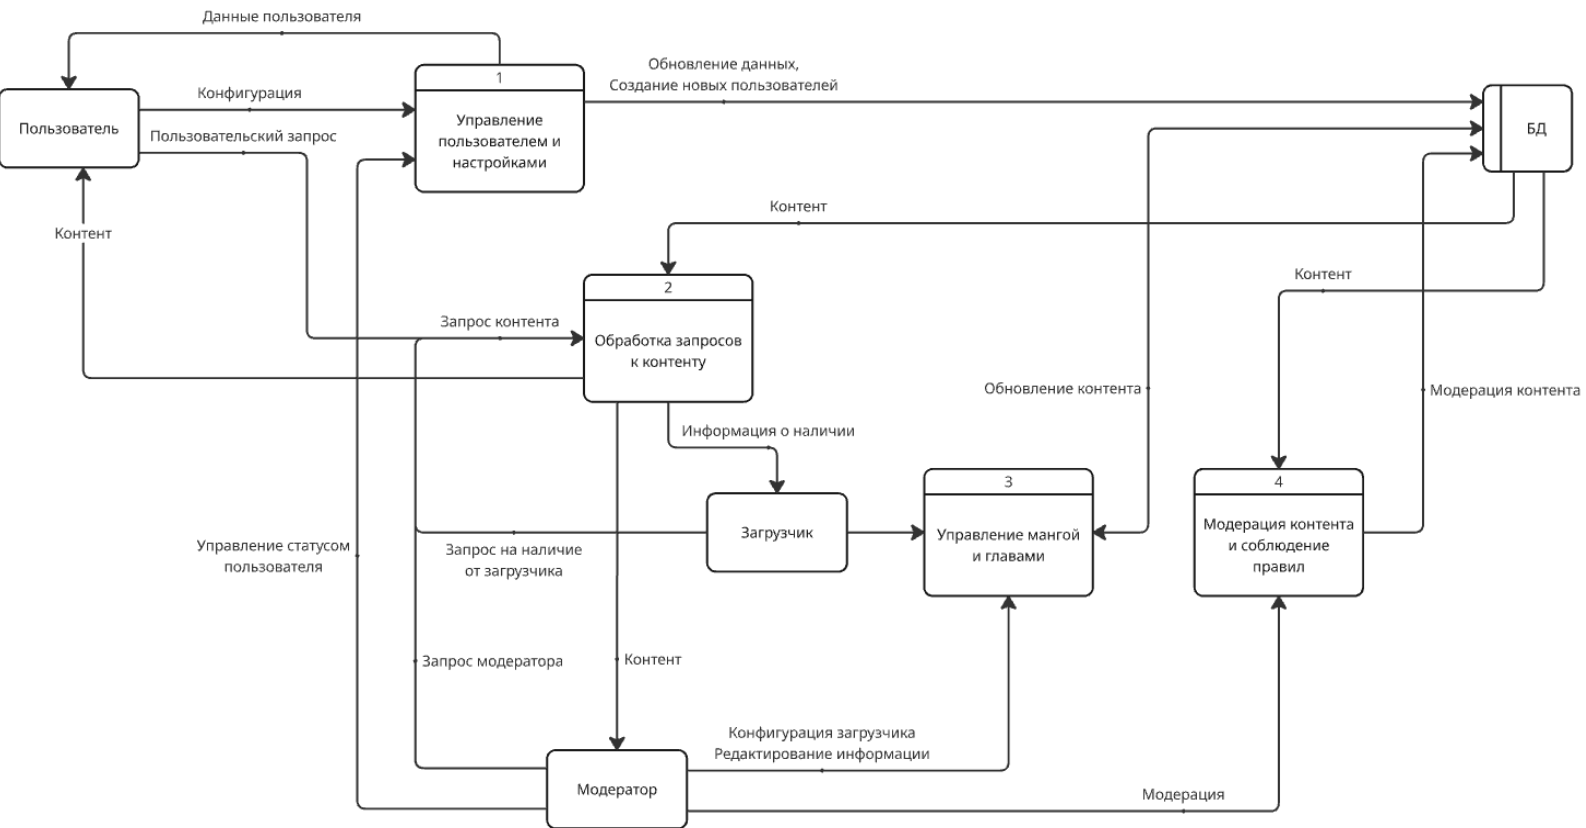 Данные пользователя
Обновление данных,
Создание новых пользователей
1
Управление
пользователем и
настройками
Конфигурация
Пользователь
Пользовательский запрос
БД
Контент
Контент
Контент
2
Обработка запросов
к контенту
Запрос контента
Обновление контента
Модерация контента
Информация о наличии
3
Управление мангой
и главами
4
Модерация контента
и соблюдение
правил
Загрузчик
Управление статусом
пользователя
Запрос на наличие
от загрузчика
Запрос модератора
Контент
Конфигурация загрузчика
Редактирование информации
Модератор
Модерация